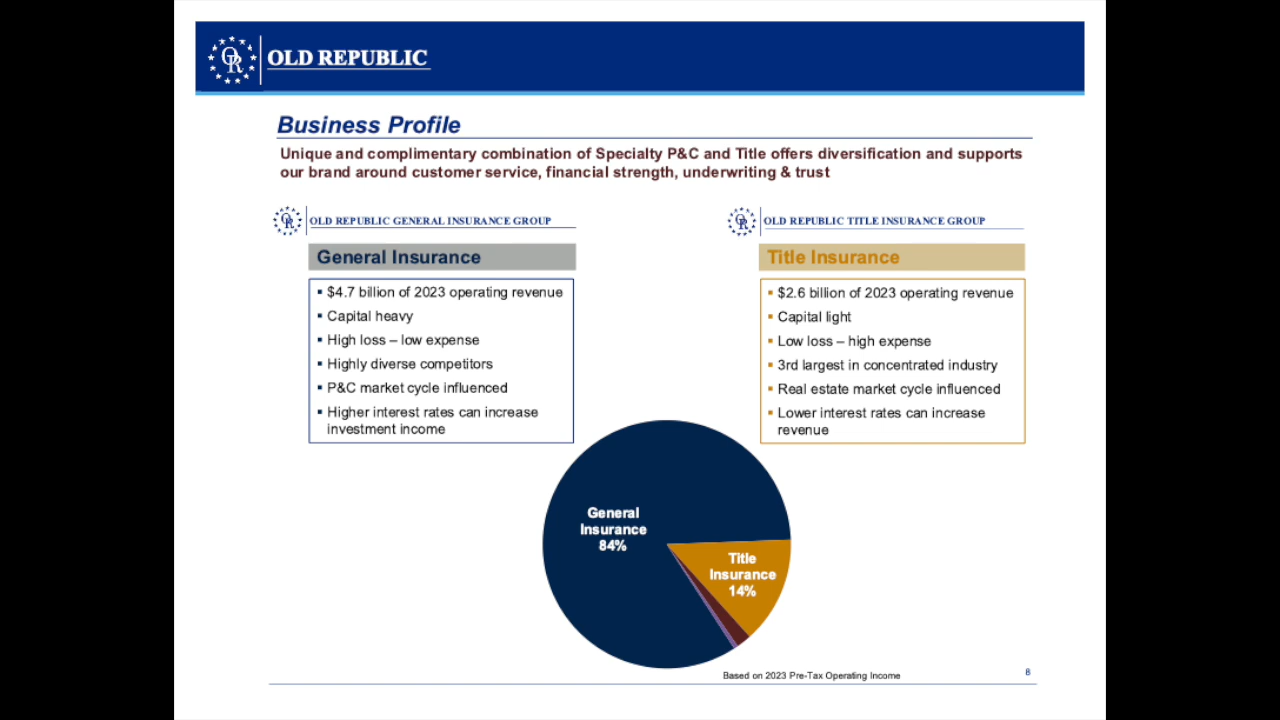 OLD REPUBLIC
Business Profile
Unique and complimentary combination of Specialty P&C and Title offers diversification and supports
our brand around customer service, financial strength, underwriting & trust
OLD REPUBLIC GENERAL INSURANCE GROUP
General Insurance
▪ $4.7 billion of 2023 operating revenue
▪ Capital heavy
▪ High loss – low expense
▪ Highly diverse competitors
▪ P&C market cycle influenced
▪ Higher interest rates can increase
investment income
OLD REPUBLIC TITLE INSURANCE GROUP
Title Insurance
▪ $2.6 billion of 2023 operating revenue
▪ Capital light
▪ Low loss – high expense
▪ 3rd largest in concentrated industry
▪ Real estate market cycle influenced
▪ Lower interest rates can increase
revenue
General
Insurance
84%
Title
Insurance
14%
Based on 2023 Pre-Tax Operating Income
8